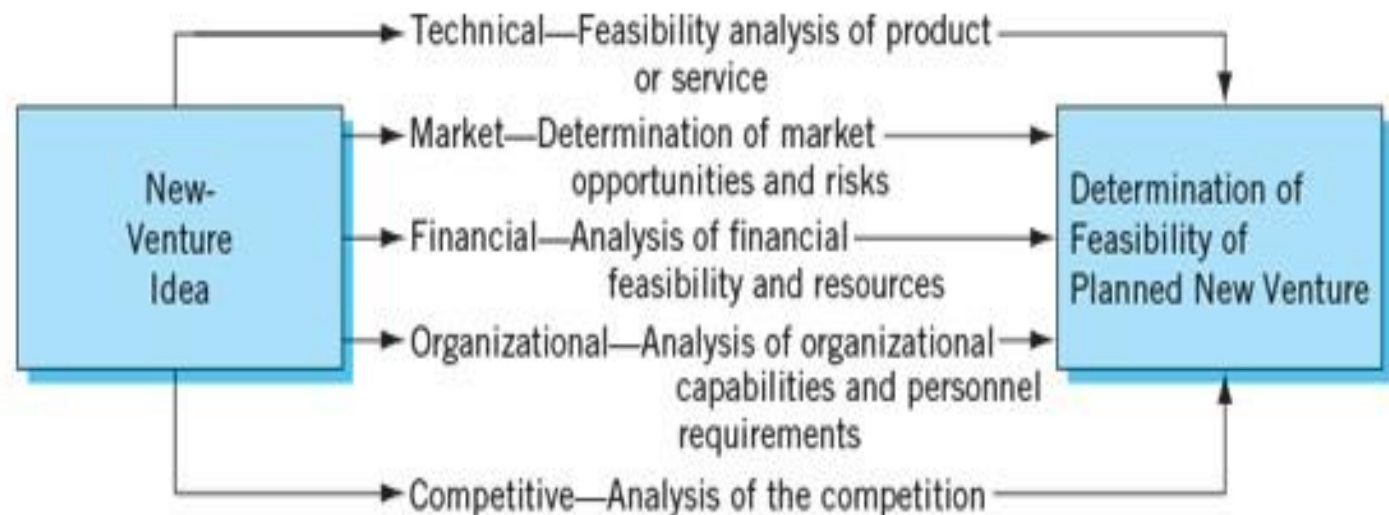 Technical—Feasibility analysis of product
or service
Market—Determination of market
opportunities and risks
New-
Venture
Idea
Financial—Analysis of financial
feasibility and resources
Organizational—Analysis of organizational
capabilities and personnel
requirements
Competitive—Analysis of the competition
Determination of
Feasibility of
Planned New Venture